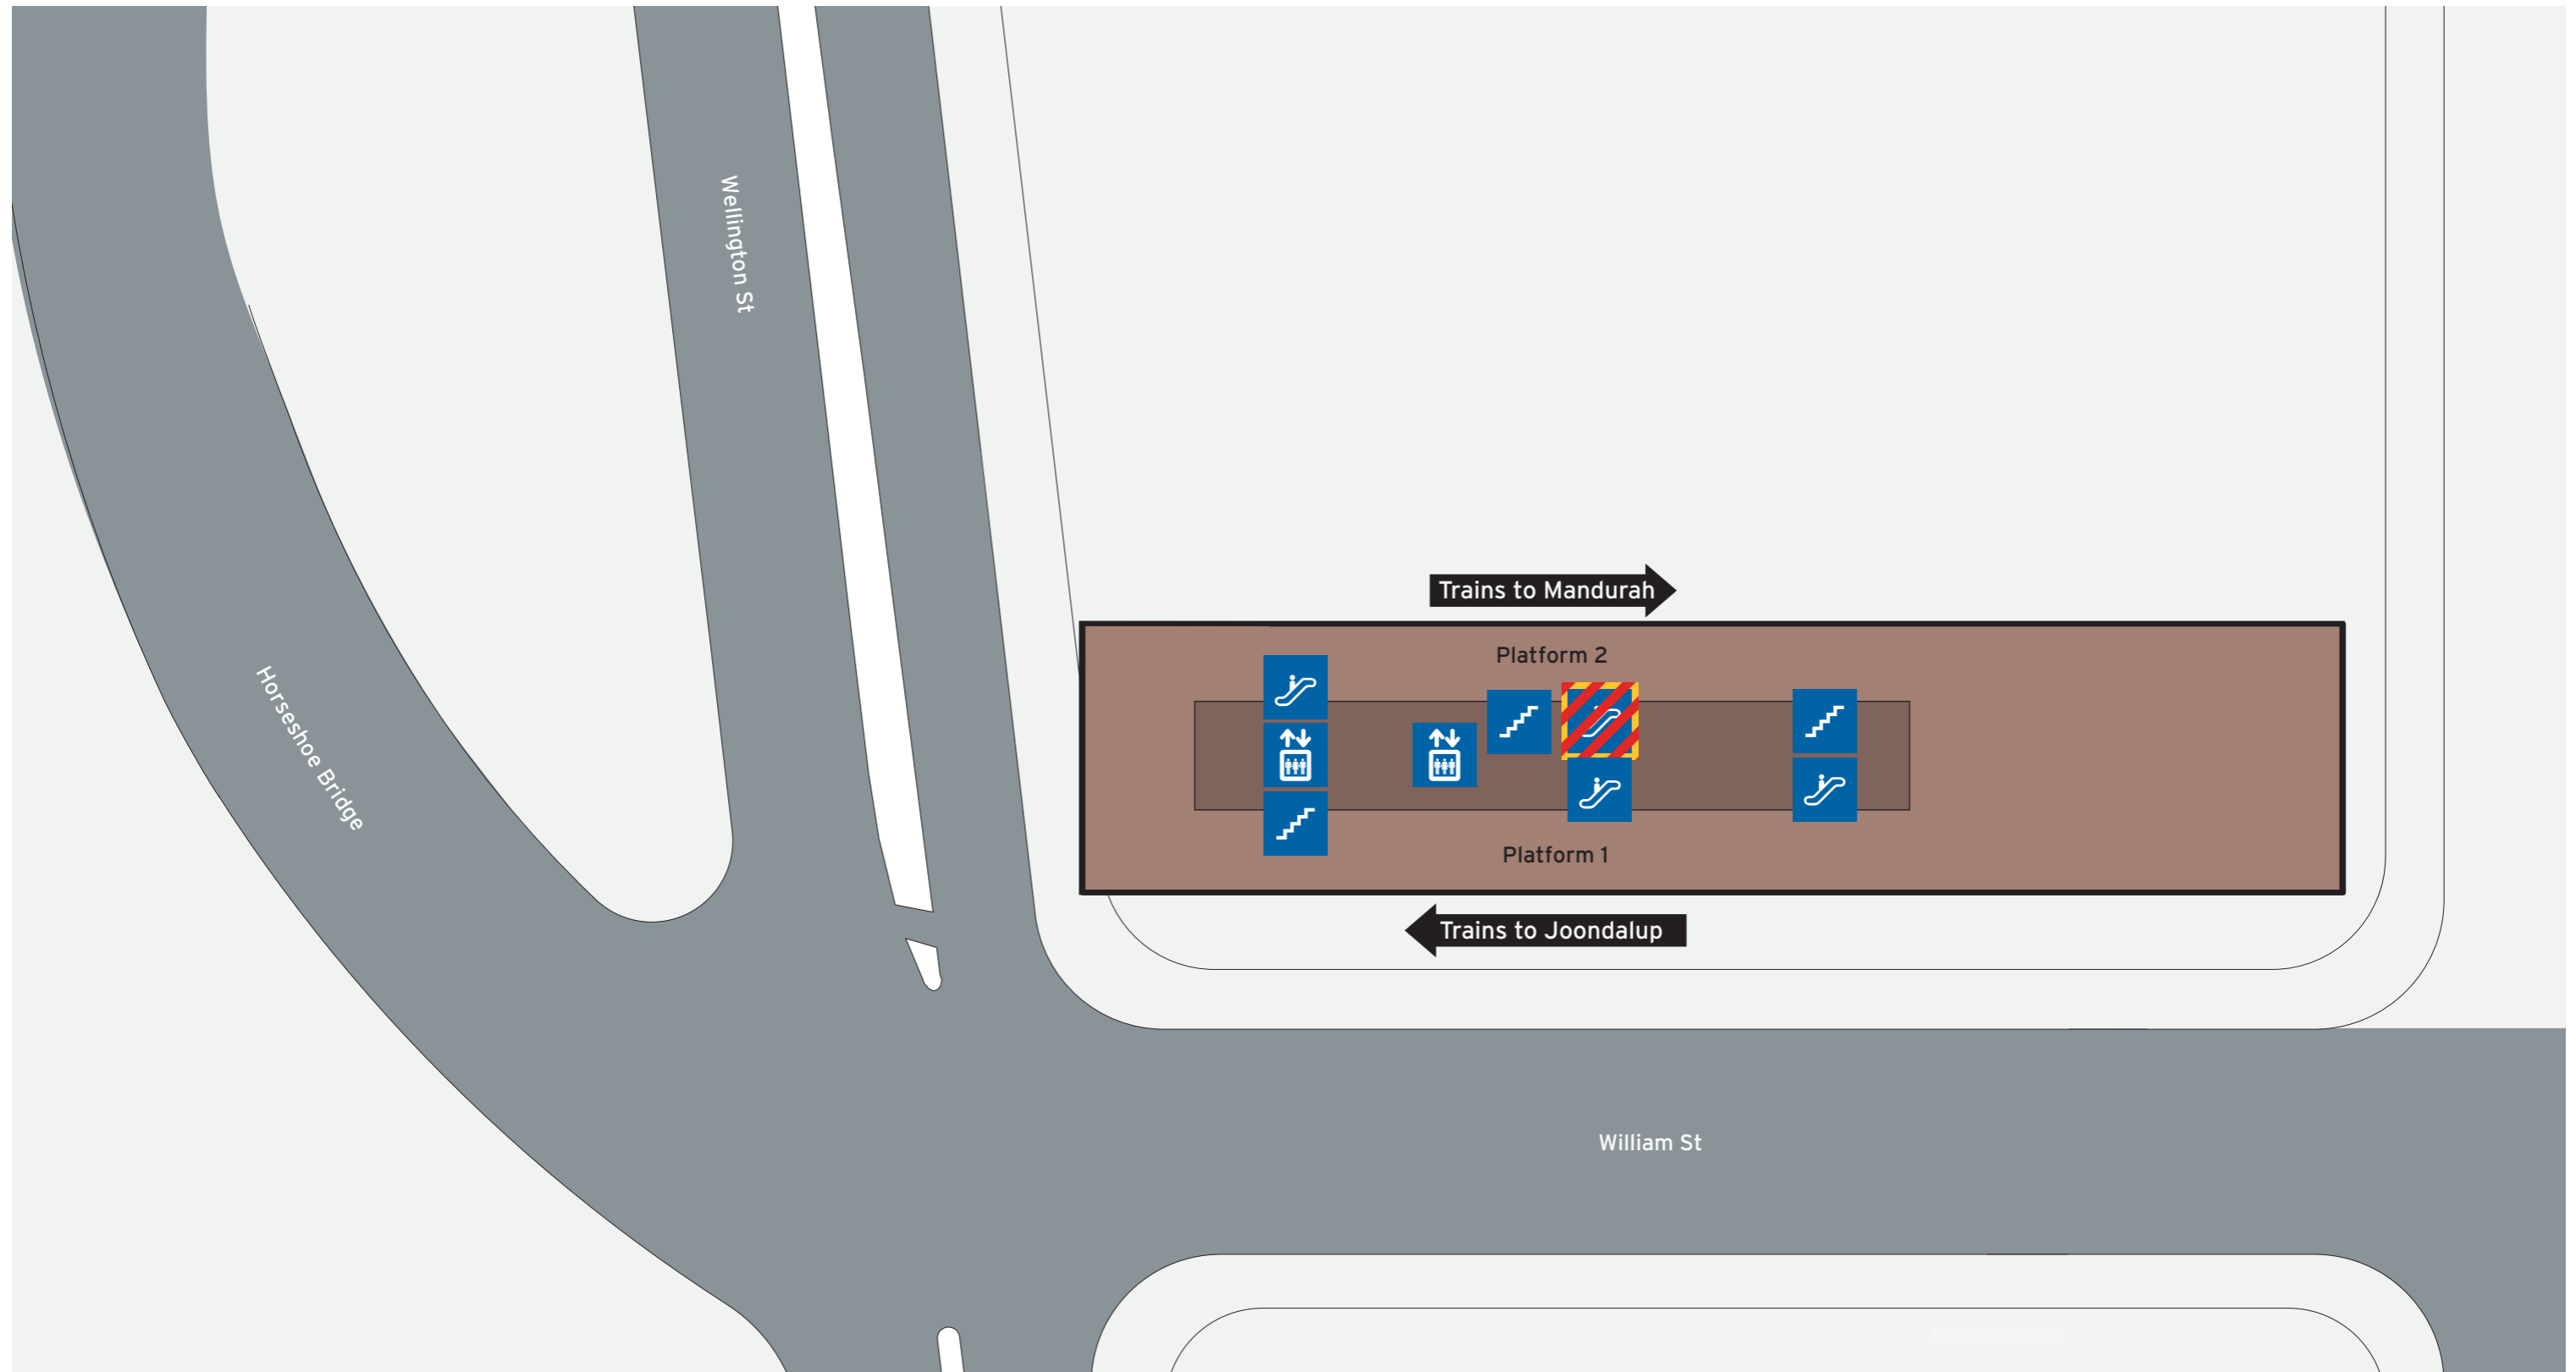 Wellington St
Trains to Mandurah
Platform 2
Horseshoe Bridge
Platform 1
Trains to Joondalup
William St